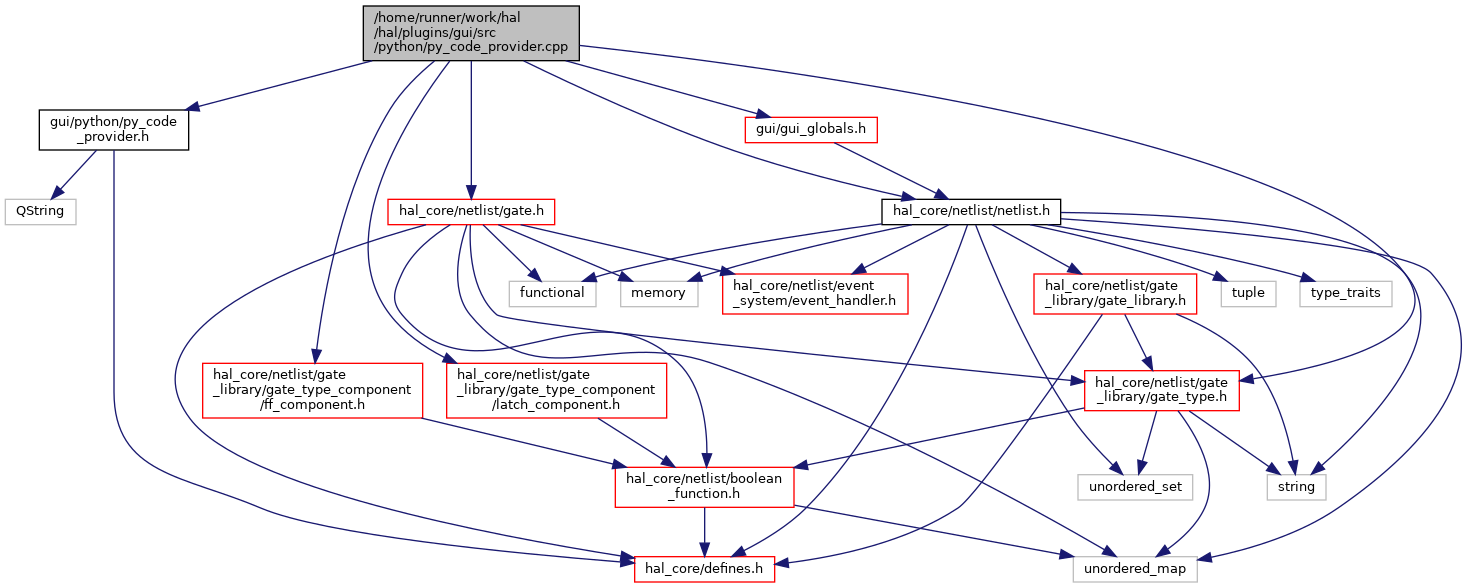 /home/runner/work/hal
/hal/plugins/gui/src
/python/py_code_provider.cpp
gui/python/py_code
_provider.h
gui/gui_globals.h
QString
hal_core/netlist/gate.h
hal_core/netlist/netlist.h
functional
memory
hal_core/netlist/event
_system/event_handler.h
hal_core/netlist/gate
_library/gate_library.h
tuple
type_traits
hal_core/netlist/gate
_library/gate_type_component
/ff_component.h
hal_core/netlist/gate
_library/gate_type_component
/latch_component.h
hal_core/netlist/gate
_library/gate_type.h
hal_core/netlist/boolean
_function.h
unordered_set
string
hal_core/defines.h
unordered_map